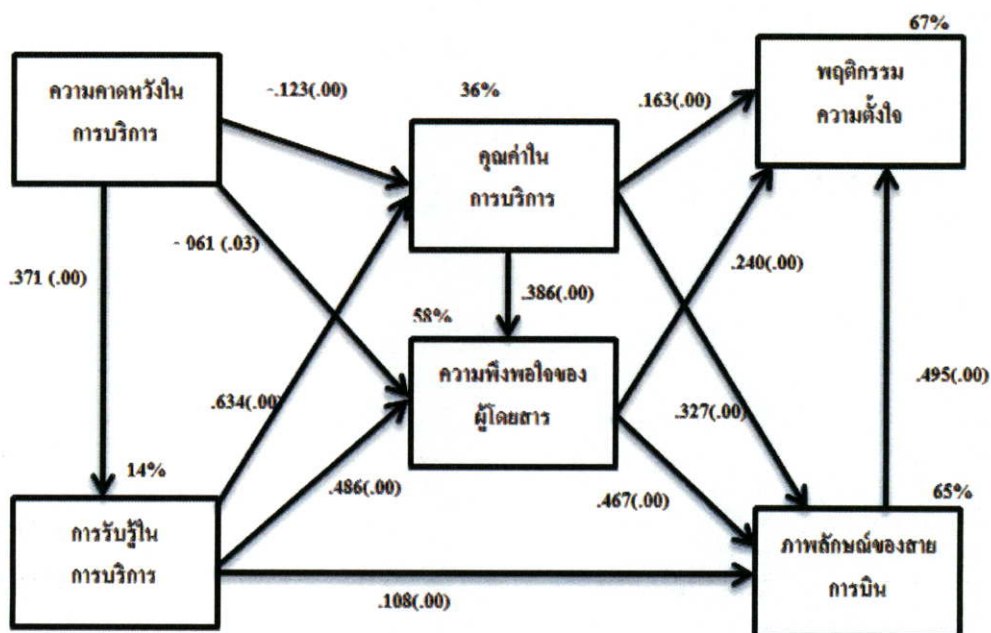 67%
ความคาดหวังใน
การบริการ
-.123(.00)
36%
.163(.00)
พฤติกรรม
ความตั้งใจ
คุณค่าใน
การบริการ
- 061 (.03)
.371 (.00)
.240(.00)
.386(.00)
58%
ความพึงพอใจของ
ผู้โดยสาร
.495(.00)
.634(.00)
.327(.00)
14%
.486(.00)
.467(.00)
65%
การรับรู้ใน
การบริการ
ภาพลักษณ์ของสาย
การบิน
.108(.00)